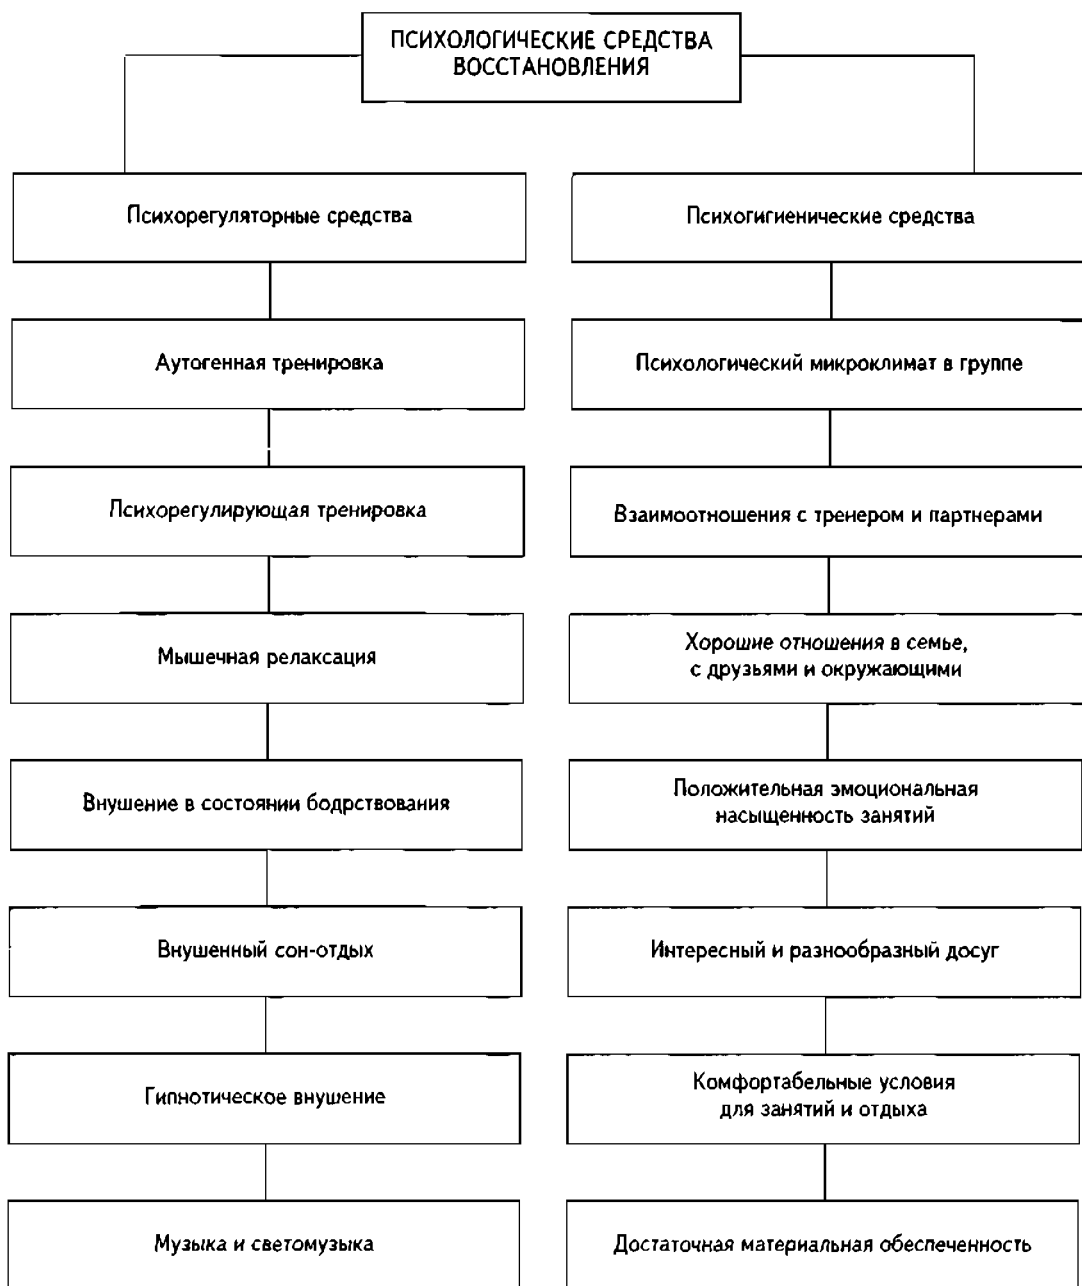 ПСИХОЛОГИЧЕСКИЕ СРЕДСТВА
ВОССТАНОВЛЕНИЯ
Психорегуляторные средства
Психогигиенические средства
Аутогенная тренировка
Психологический микроклимат в группе
Психорегулирующая тренировка
Взаимоотношения с тренером и партнерами
Мышечная релаксация
Хорошие отношения в семье,
с друзьями и окружающими
Внушение в состоянии бодрствования
Положительная эмоциональная
насыщенность занятий
Внушенный сон-отдых
Интересный и разнообразный досуг
Гипнотическое внушение
Комфортабельные условия
для занятий и отдыха
Музыка и светомузыка
Достаточная материальная обеспеченность